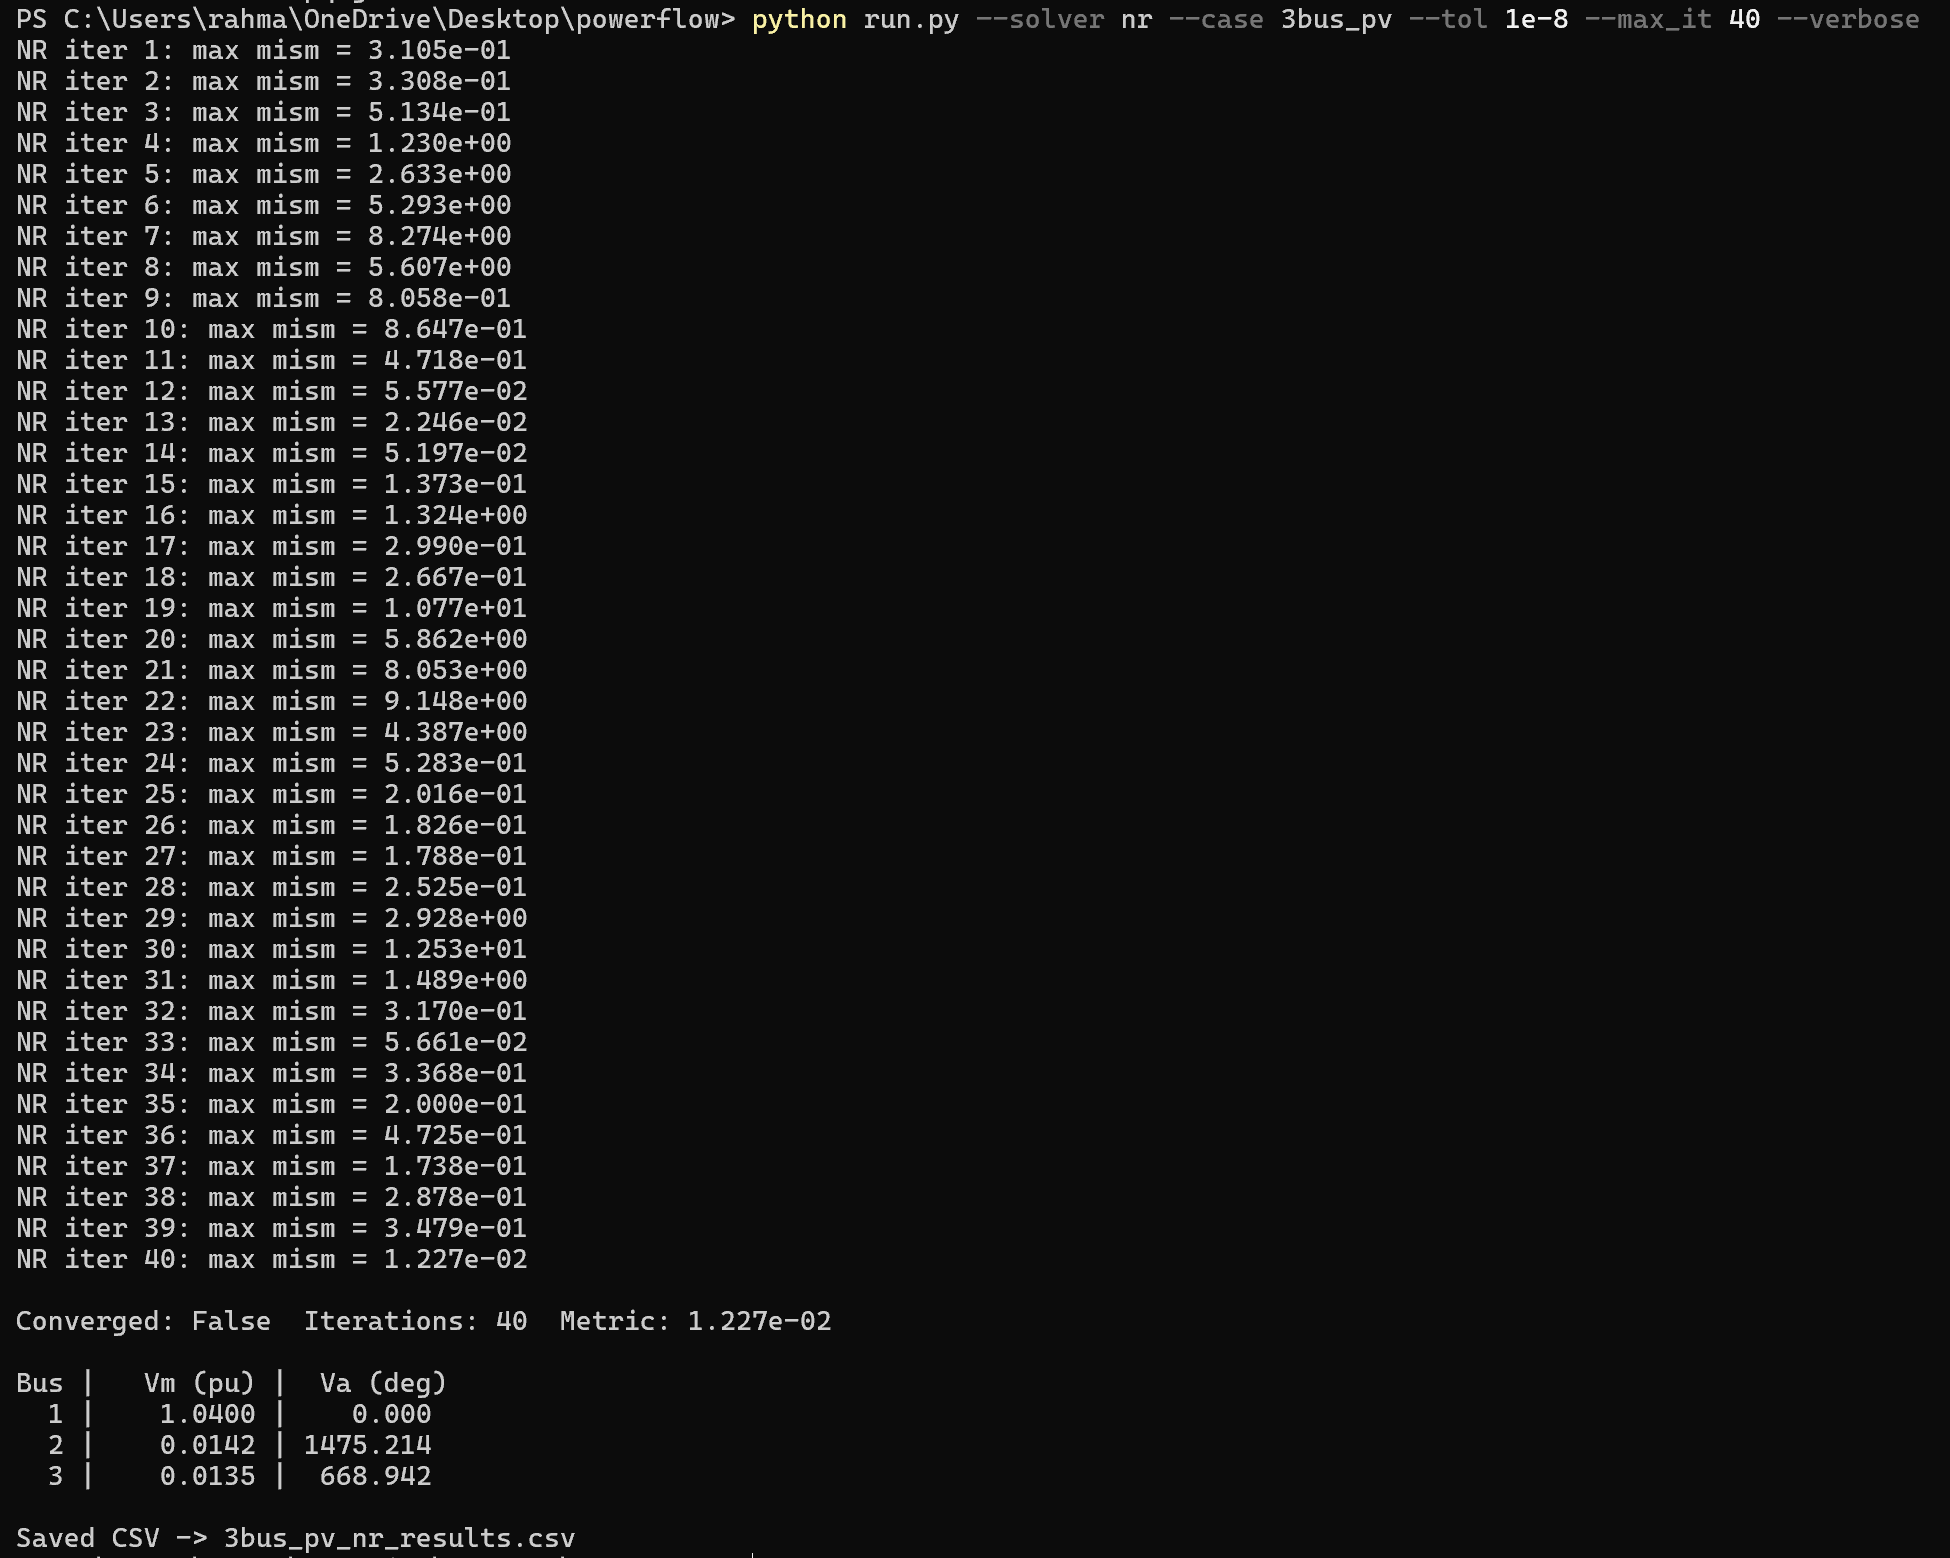 PS C:\Users\rahma\OneDrive\Desktop\powerflow> python run.py --solver nr --case 3bus_pv --tol 1e-8 --max_it 40 --verbose
NR iter 1: max mism = 3.105e-01
NR iter 2: max mism = 3.308e-01
NR iter 3: max mism = 5.134e-01
NR iter 4: max mism = 1.230e+00
NR iter 5: max mism = 2.633e+00
NR iter 6: max mism = 5.293e+00
NR iter 7: max mism = 8.274e+00
NR iter 8: max mism = 5.607e+00
NR iter 9: max mism = 8.058e-01
NR iter 10: max mism = 8.647e-01
NR iter 11: max mism = 4.718e-01
NR iter 12: max mism = 5.577e-02
NR iter 13: max mism = 2.246e-02
NR iter 14: max mism = 5.197e-02
NR iter 15: max mism = 1.373e-01
NR iter 16: max mism = 1.324e+00
NR iter 17: max mism = 2.990e-01
NR iter 18: max mism = 2.667e-01
NR iter 19: max mism = 1.077e+01
NR iter 20: max mism = 5.862e+00
NR iter 21: max mism = 8.053e+00
NR iter 22: max mism = 9.148e+00
NR iter 23: max mism = 4.387e+00
NR iter 24: max mism = 5.283e-01
NR iter 25: max mism = 2.016e-01
NR iter 26: max mism = 1.826e-01
NR iter 27: max mism = 1.788e-01
NR iter 28: max mism = 2.525e-01
NR iter 29: max mism = 2.928e+00
NR iter 30: max mism = 1.253e+01
NR iter 31: max mism = 1.489e+00
NR iter 32: max mism = 3.170e-01
NR iter 33: max mism = 5.661e-02
NR iter 34: max mism = 3.368e-01
NR iter 35: max mism = 2.000e-01
NR iter 36: max mism = 4.725e-01
NR iter 37: max mism = 1.738e-01
NR iter 38: max mism = 2.878e-01
NR iter 39: max mism = 3.479e-01
NR iter 40: max mism = 1.227e-02
Converged: False  Iterations: 40  Metric: 1.227e-02
Bus |   Vm (pu) |  Va (deg)
  1 |    1.0400 |    0.000
  2 |    0.0142 | 1475.214
  3 |    0.0135 |  668.942
Saved CSV -> 3bus_pv_nr_results.csv